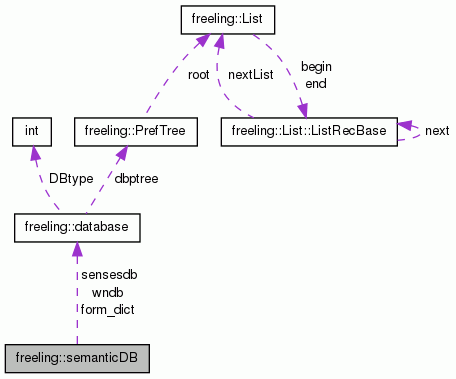 freeling::List
root
nextList
begin
end
int
freeling::PrefTree
freeling::List::ListRecBase
next
DBtype
dbptree
freeling::database
sensesdb
wndb
form_dict
freeling::semanticDB